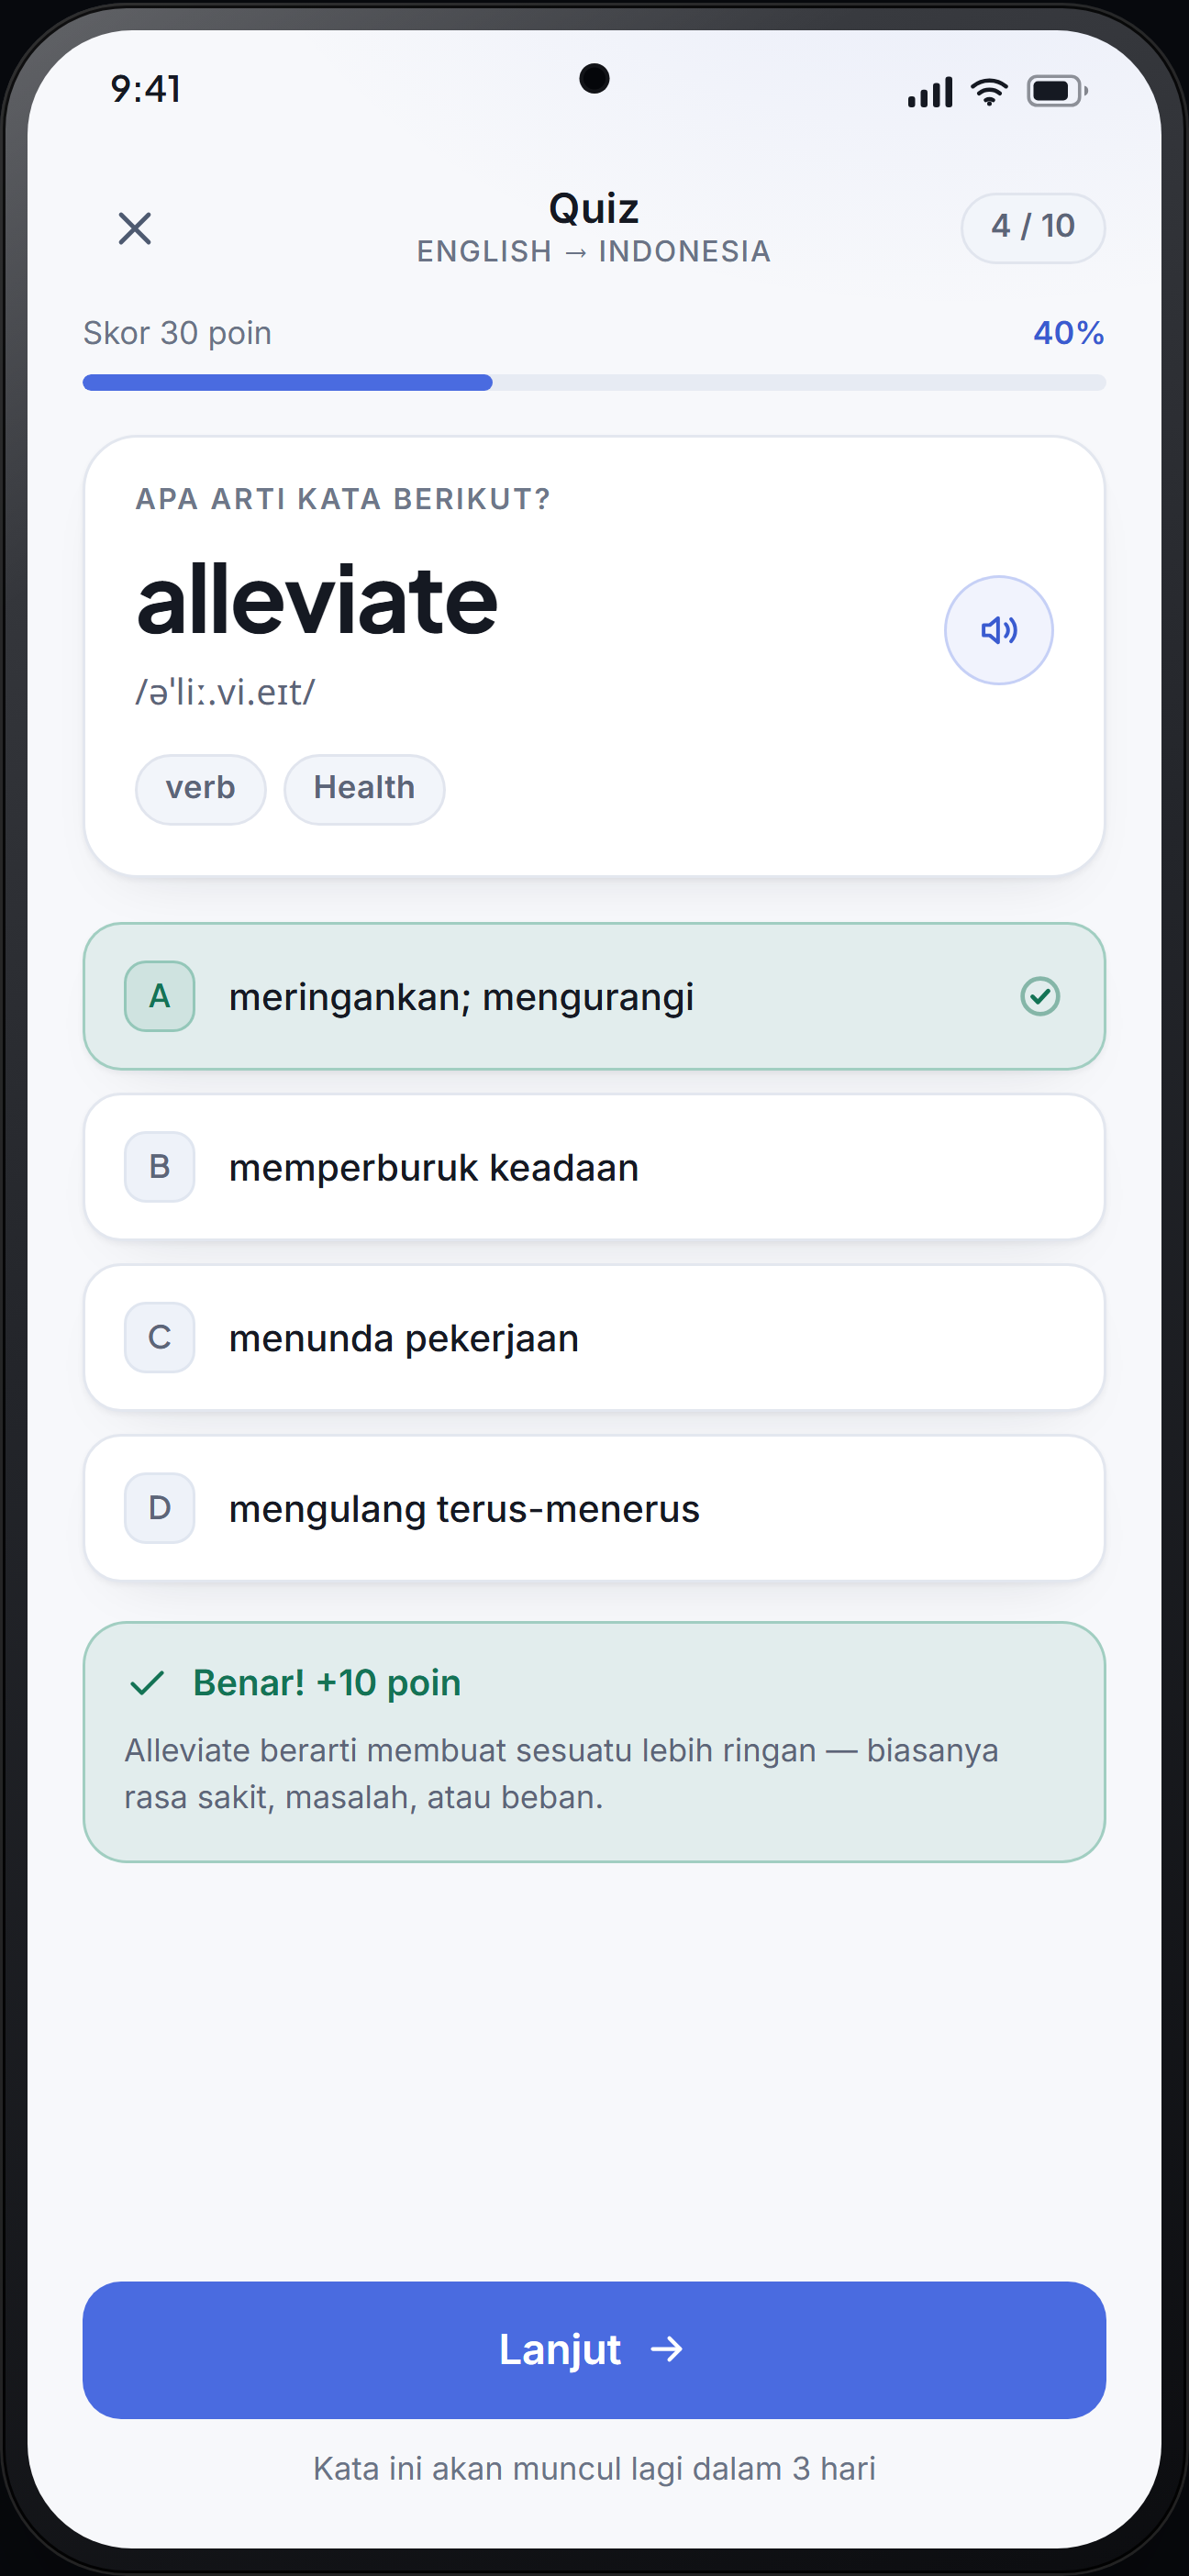 9:41
Quiz
ENGLISH → INDONESIA
4 / 10
Skor 30 poin
40%
APA ARTI KATA BERIKUT?
alleviate
/əˈliː.vi.eɪt/
verb
Health
A
meringankan; mengurangi
B
memperburuk keadaan
C
menunda pekerjaan
D
mengulang terus-menerus
Benar! +10 poin
Alleviate berarti membuat sesuatu lebih ringan — biasanya
rasa sakit, masalah, atau beban.
Lanjut →
Kata ini akan muncul lagi dalam 3 hari